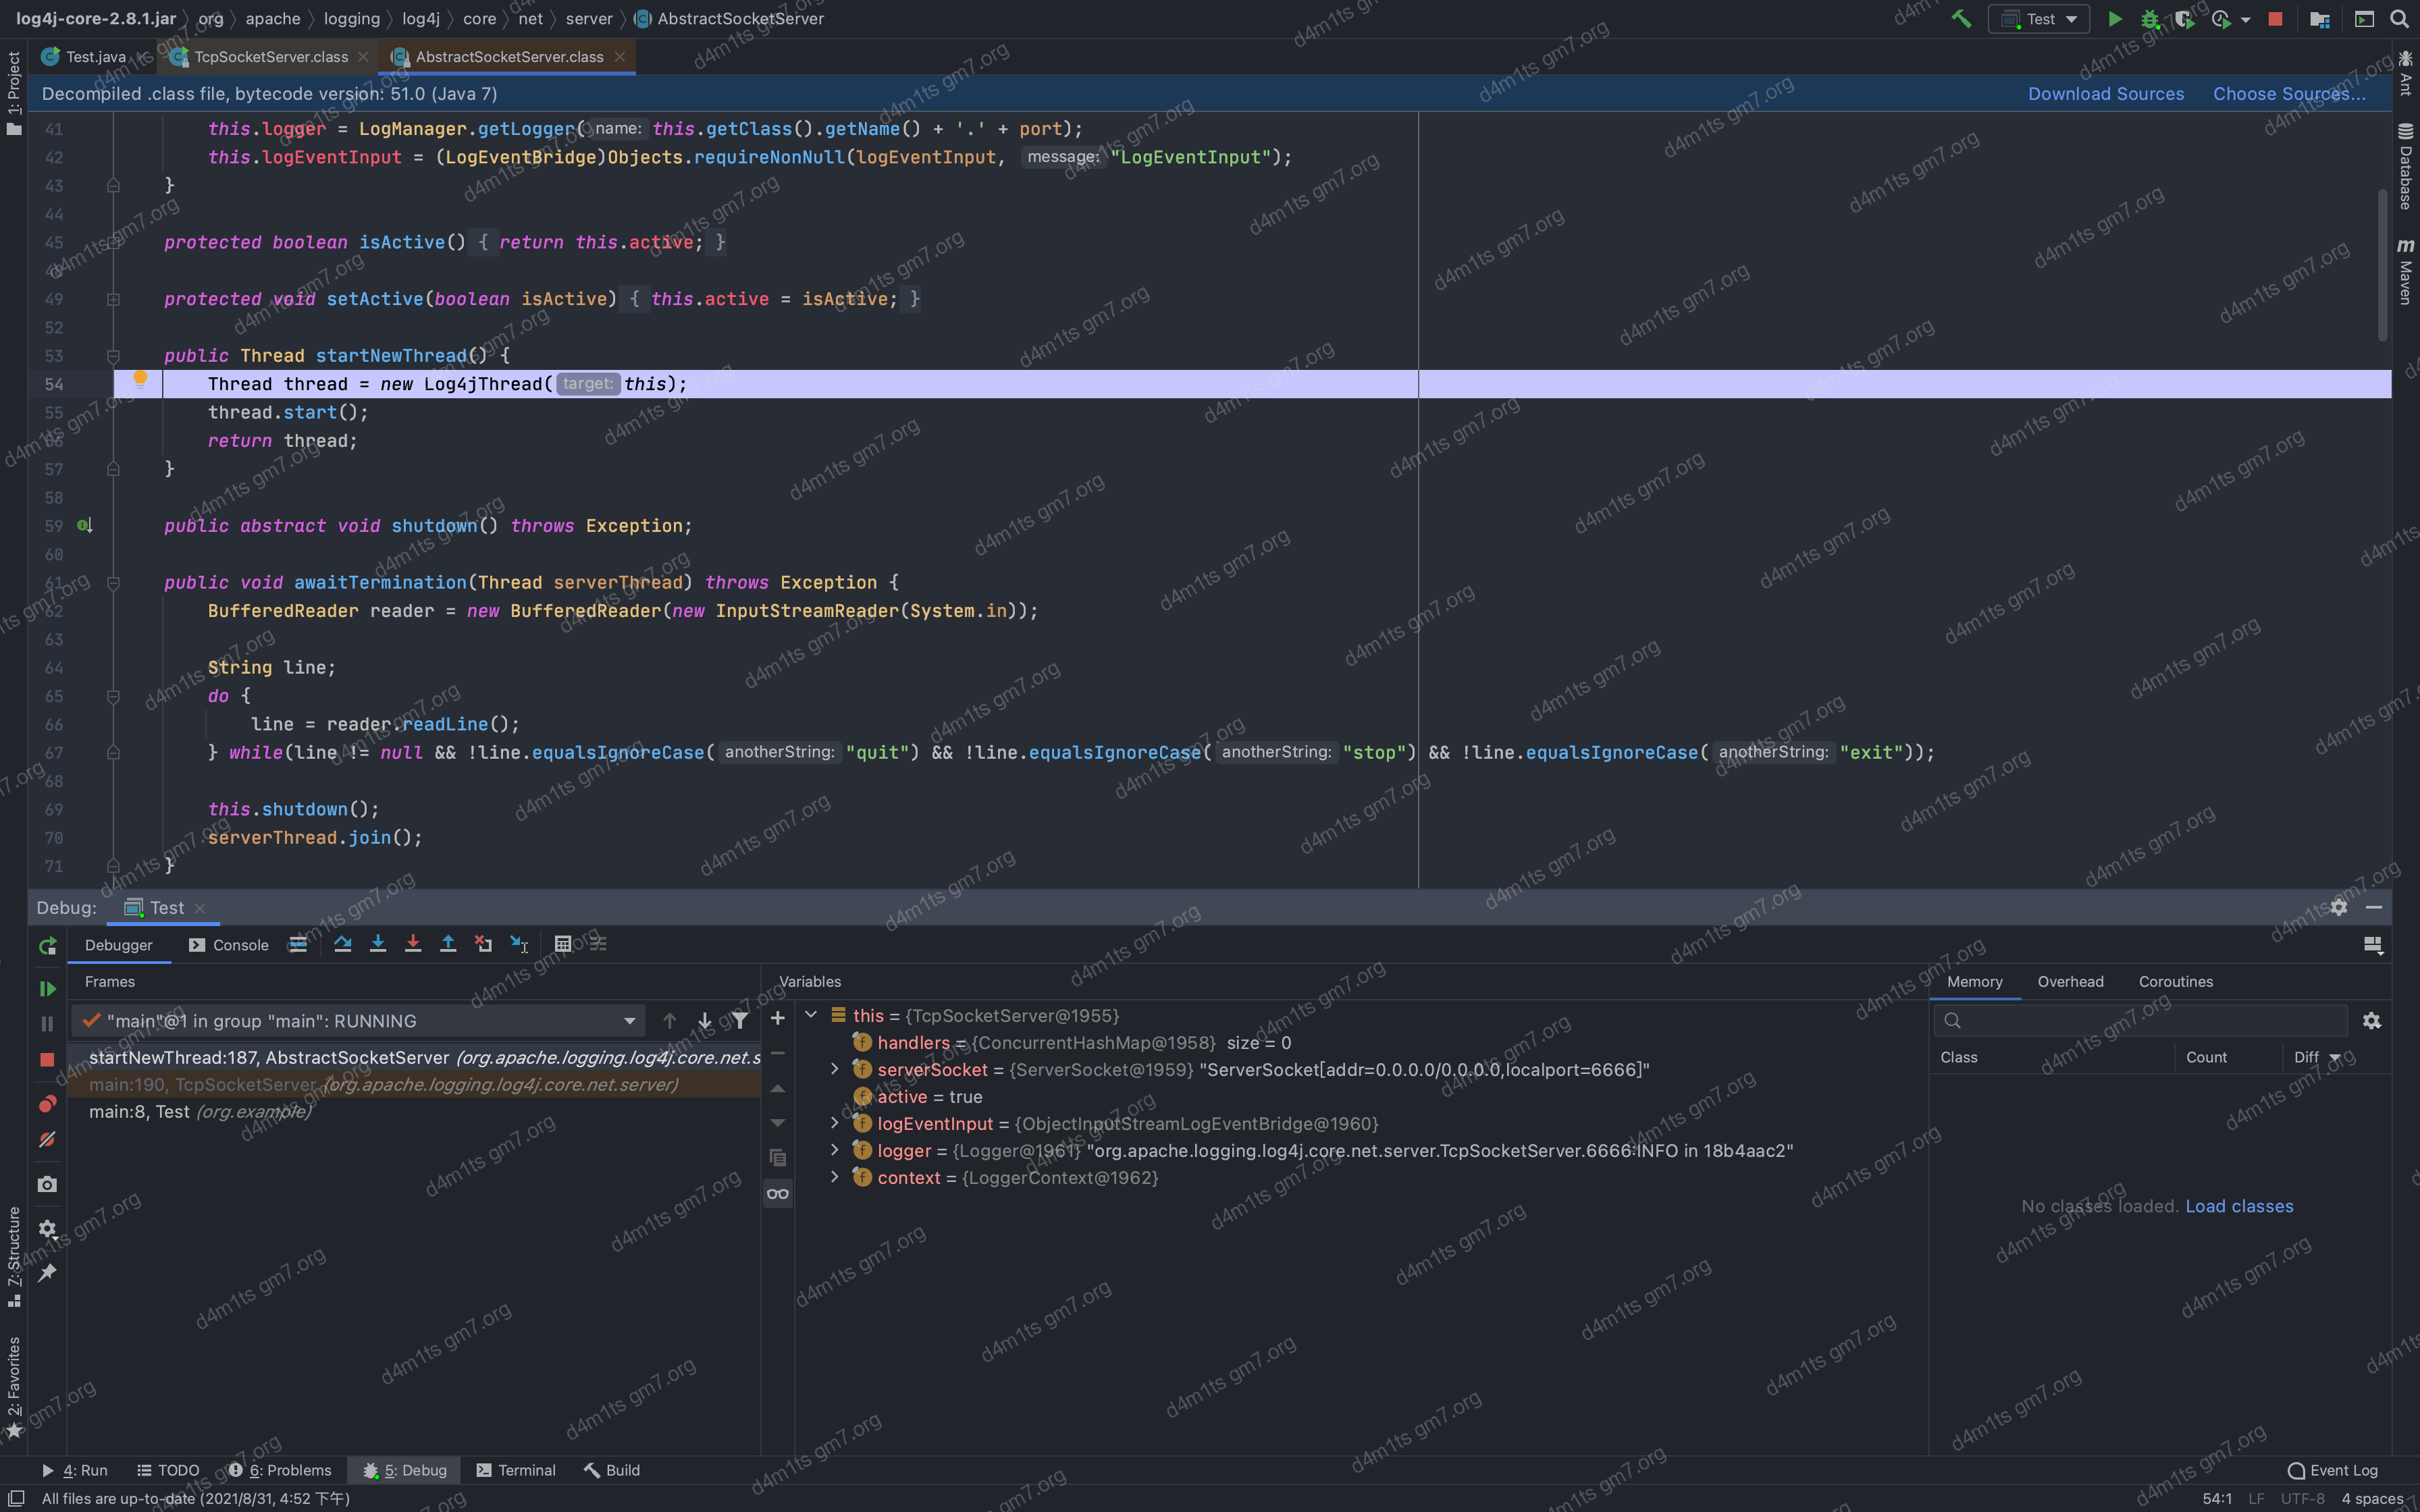 log4j-core-2.8.1.jar org apache logging log4j core net server AbstractSocketServer Test
Test.java TcpSocketServer.class AbstractSocketServer.class
Decompiled .class file, bytecode version: 51.0 (Java 7) Download Sources Choose Sources...
41 this.logger = LogManager.getLogger( name: this.getClass().getName() + '.' + port);
42 this.logEventInput = (LogEventBridge)Objects.requireNonNull(logEventInput, message: "LogEventInput");
43 }
44
45 protected boolean isActive() { return this.active; }
48
49 protected void setActive(boolean isActive) { this.active = isActive; }
52
53 public Thread startNewThread() {
54 Thread thread = new Log4jThread( target: this);
55 thread.start();
56 return thread;
57 }
58
59 public abstract void shutdown() throws Exception;
60
61 public void awaitTermination(Thread serverThread) throws Exception {
62 BufferedReader reader = new BufferedReader(new InputStreamReader(System.in));
63
64 String line;
65 do {
66 line = reader.readLine();
67 } while(line != null && !line.equalsIgnoreCase( anotherString: "quit") && !line.equalsIgnoreCase( anotherString: "stop") && !line.equalsIgnoreCase( anotherString: "exit"));
68
69 this.shutdown();
70 serverThread.join();
71 }
1: Project
7: Structure
2: Favorites
Ant
Database
m Maven
Debug: Test
Debugger Console
Frames
"main"@1 in group "main": RUNNING
startNewThread:187, AbstractSocketServer (org.apache.logging.log4j.core.net.s
main:190, TcpSocketServer (org.apache.logging.log4j.core.net.server)
main:8, Test (org.example)
Variables
this = {TcpSocketServer@1955}
handlers = {ConcurrentHashMap@1958} size = 0
serverSocket = {ServerSocket@1959} "ServerSocket[addr=0.0.0.0/0.0.0.0,localport=6666]"
active = true
logEventInput = {ObjectInputStreamLogEventBridge@1960}
logger = {Logger@1961} "org.apache.logging.log4j.core.net.server.TcpSocketServer.6666:INFO in 18b4aac2"
context = {LoggerContext@1962}
Memory Overhead Coroutines
Class Count Diff
No classes loaded. Load classes
4: Run TODO 6: Problems 5: Debug Terminal Build Event Log
All files are up-to-date (2021/8/31, 4:52 下午) 54:1 LF UTF-8 4 spaces
d4m1ts gm7.org